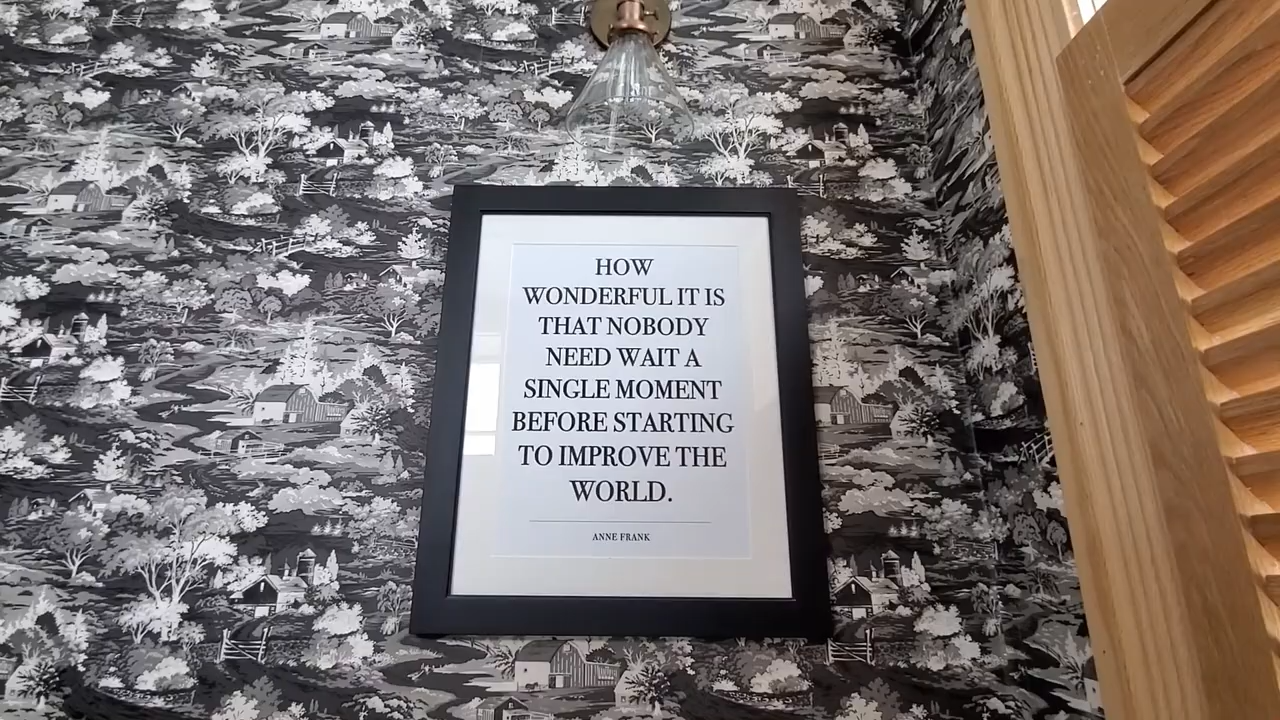 HOW
WONDERFUL IT IS
THAT NOBODY
NEED WAIT A
SINGLE MOMENT
BEFORE STARTING
TO IMPROVE THE
WORLD.
ANNE FRANK